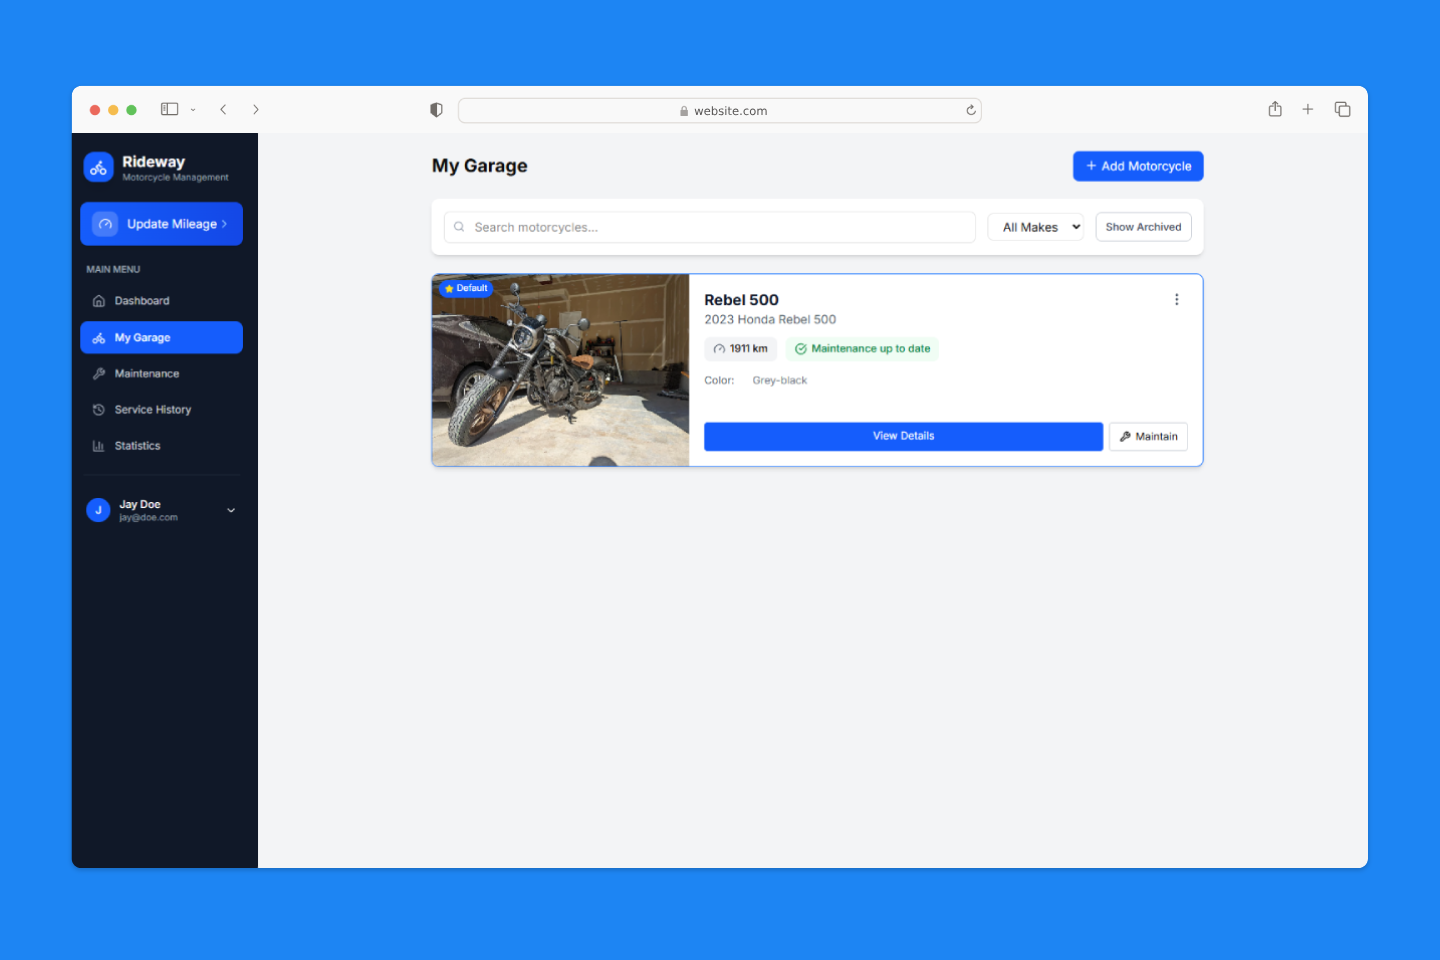 website.com
Rideway
Motorcycle Management
Update Mileage
MAIN MENU
Dashboard
My Garage
Maintenance
Service History
Statistics
J
Jay Doe
jay@doe.com
My Garage
+ Add Motorcycle
Search motorcycles...
All Makes
Show Archived
Default
Rebel 500
2023 Honda Rebel 500
1911 km
Maintenance up to date
Color: Grey-black
View Details
Maintain